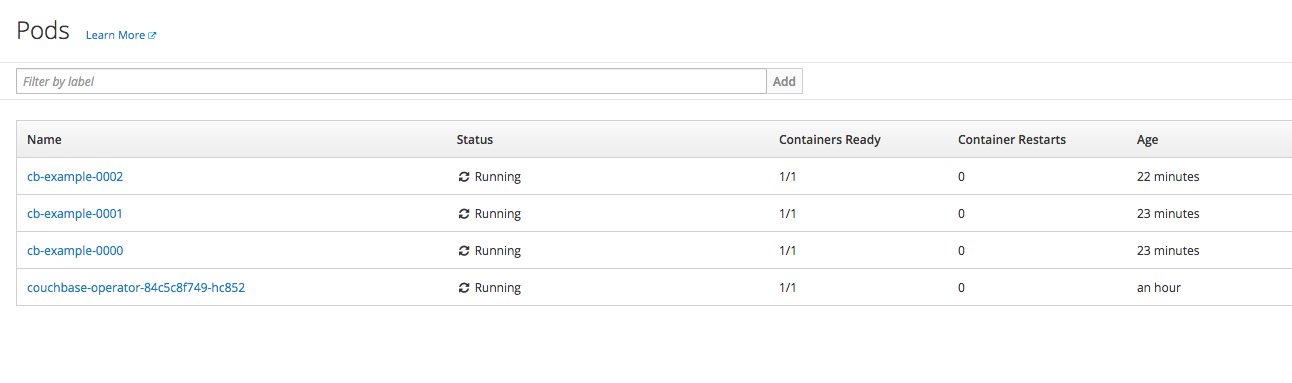 Pods Learn More
Filter by label Add
Name Status Containers Ready Container Restarts Age
cb-example-0002 Running 1/1 0 22 minutes
cb-example-0001 Running 1/1 0 23 minutes
cb-example-0000 Running 1/1 0 23 minutes
couchbase-operator-84c5c8f749-hc852 Running 1/1 0 an hour